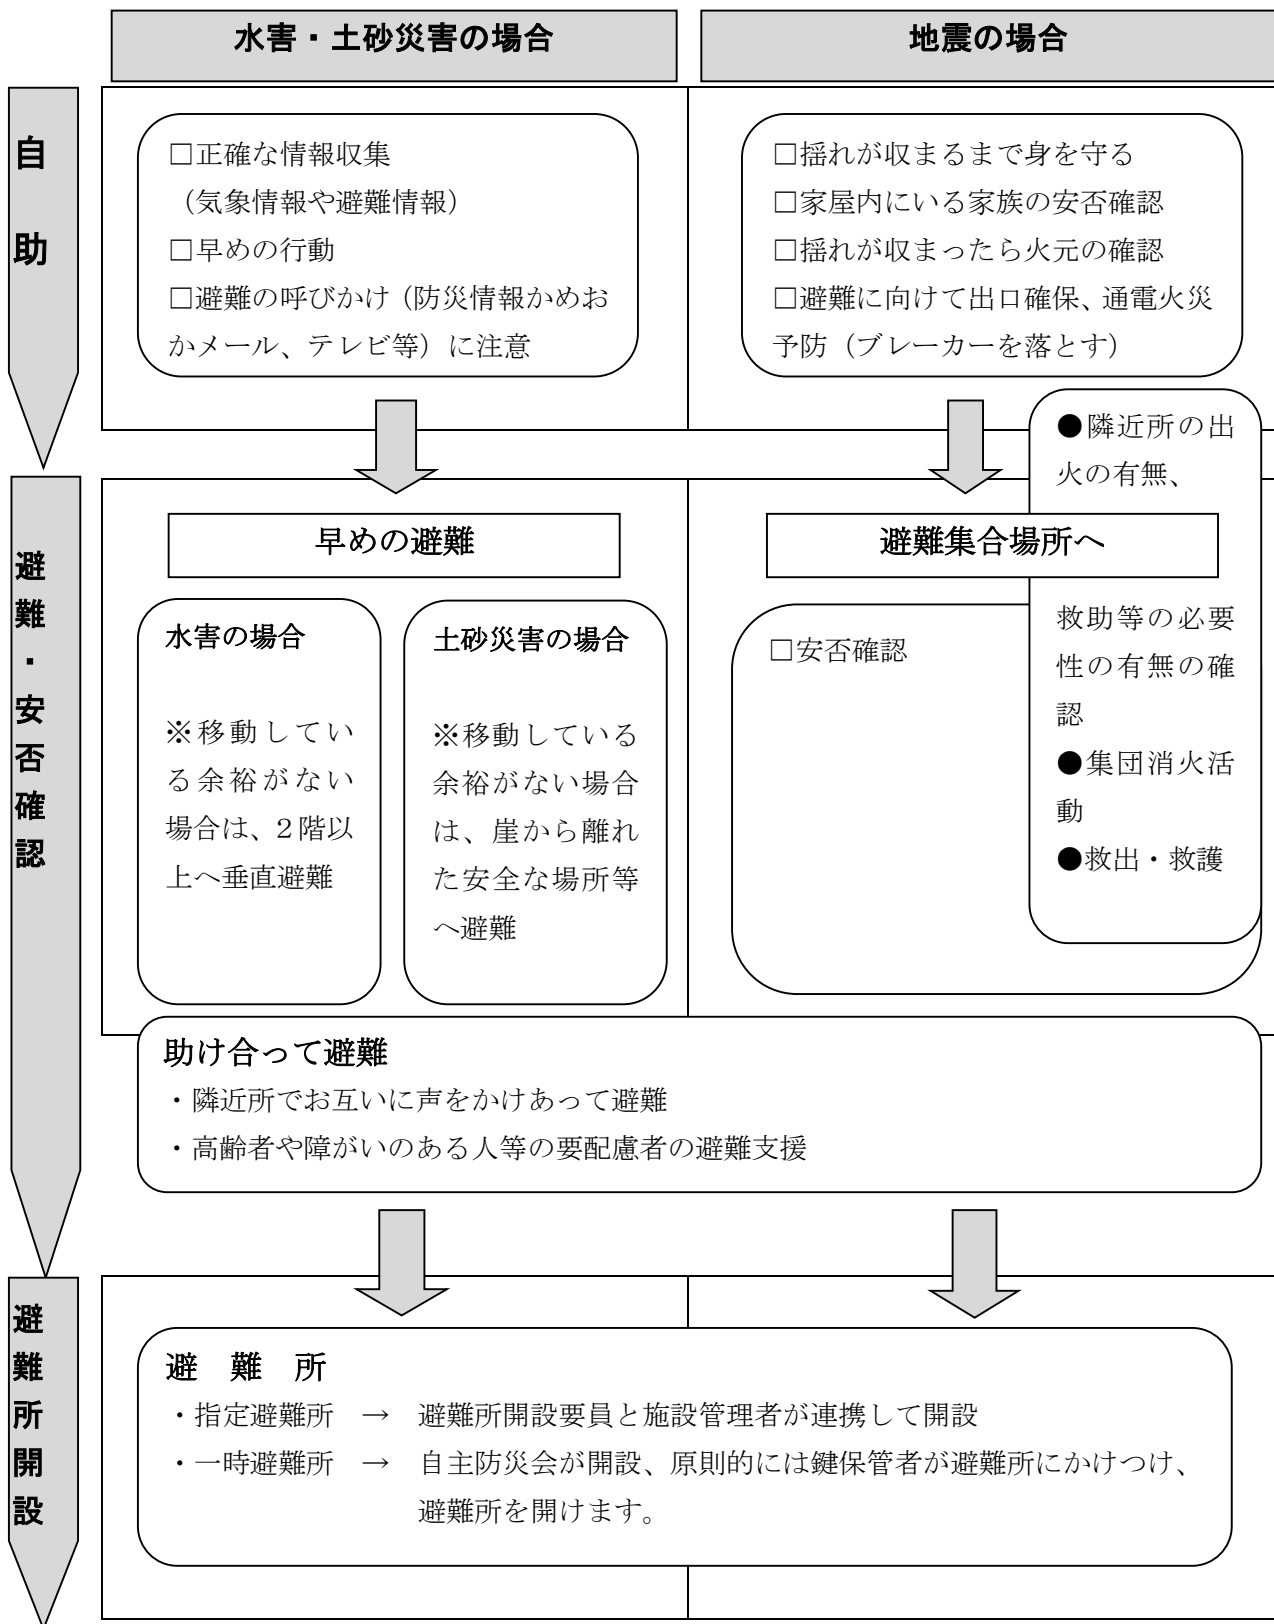 水害・土砂災害の場合
地震の場合
自助
□正確な情報収集
（気象情報や避難情報）
□早めの行動
□避難の呼びかけ（防災情報かめお
かメール、テレビ等）に注意
□揺れが収まるまで身を守る
□家屋内にいる家族の安否確認
□揺れが収まったら火元の確認
□避難に向けて出口確保、通電火災
予防（ブレーカーを落とす）
避難・安否確認
早めの避難
水害の場合
※移動してい
る余裕がない
場合は、２階以
上へ垂直避難
土砂災害の場合
※移動している
余裕がない場合
は、崖から離れ
た安全な場所等
へ避難
避難集合場所へ
□安否確認
●隣近所の出
火の有無、
救助等の必要
性の有無の確
認
●集団消火活
動
●救出・救護
助け合って避難
・隣近所でお互いに声をかけあって避難
・高齢者や障がいのある人等の要配慮者の避難支援
避難所開設
避　難　所
・指定避難所　→　避難所開設要員と施設管理者が連携して開設
・一時避難所　→　自主防災会が開設、原則的には鍵保管者が避難所にかけつけ、
避難所を開けます。